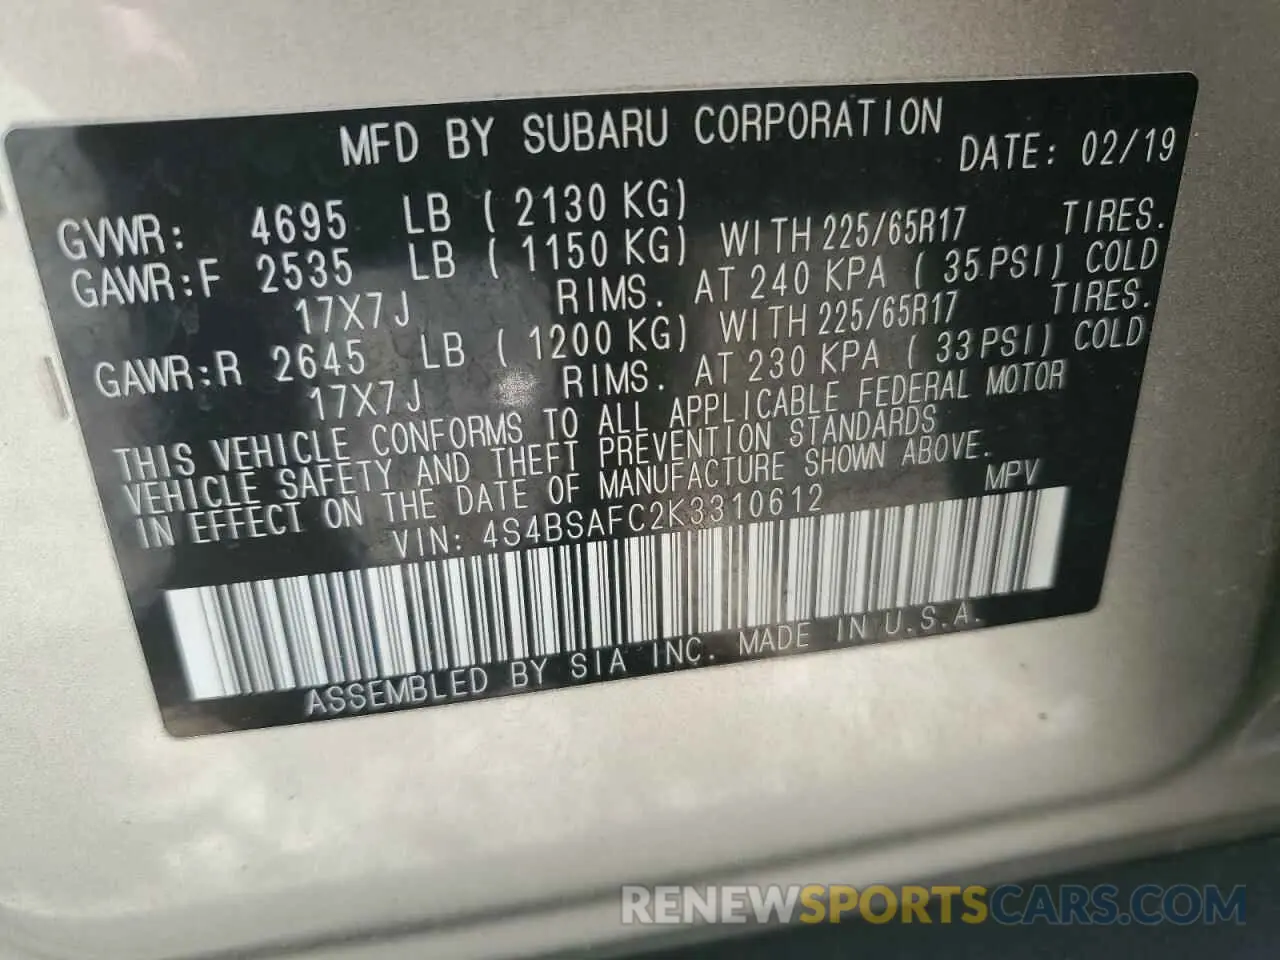 MFD BY SUBARU CORPORATION
DATE: 02/19
GVWR: 4695 LB ( 2130 KG)
GAWR:F 2535 LB ( 1150 KG) WITH 225/65R17 TIRES.
17X7J RIMS. AT 240 KPA ( 35 PSI) COLD
GAWR:R 2645 LB ( 1200 KG) WITH 225/65R17 TIRES.
17X7J RIMS. AT 230 KPA ( 33 PSI) COLD
THIS VEHICLE CONFORMS TO ALL APPLICABLE FEDERAL MOTOR
VEHICLE SAFETY AND THEFT PREVENTION STANDARDS
IN EFFECT ON THE DATE OF MANUFACTURE SHOWN ABOVE.
VIN: 4S4BSAFC2K3310612 MPV
ASSEMBLED BY SIA INC. MADE IN U.S.A.
RENEWSPORTSCARS.COM